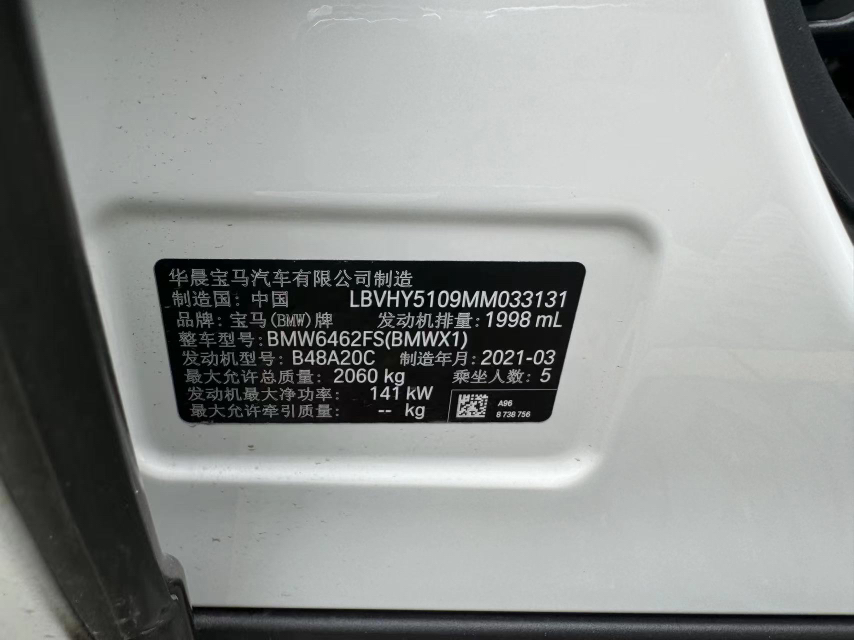 华晨宝马汽车有限公司制造
制造国：中国 LBVHY5109MM033131
品牌：宝马(BMW)牌 发动机排量：1998 mL
整车型号：BMW6462FS(BMWX1)
发动机型号：B48A20C 制造年月：2021-03
最大允许总质量：2060 kg 乘坐人数：5
发动机最大净功率： 141 kW
最大允许牵引质量： -- kg
A96
8 738 756